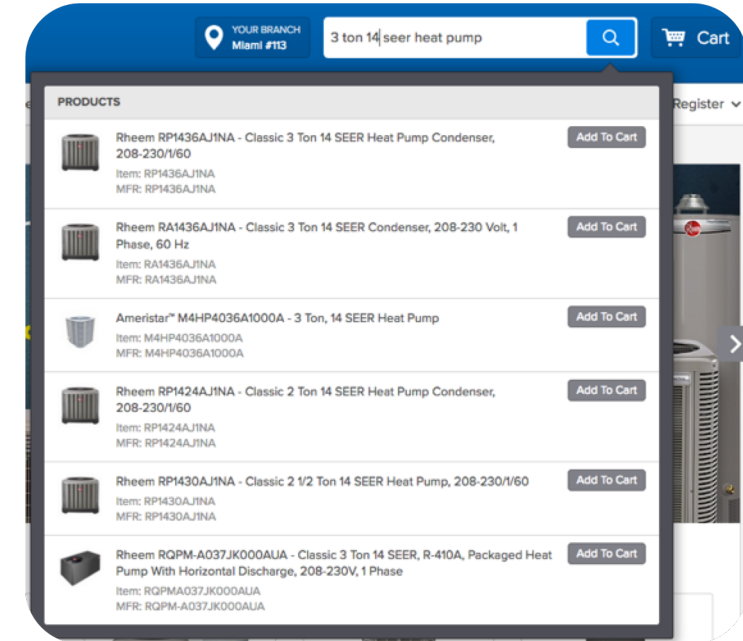 YOUR BRANCH
Miami #113
3 ton 14 seer heat pump
Cart
Register
PRODUCTS
Rheem RP1436AJ1NA - Classic 3 Ton 14 SEER Heat Pump Condenser,
208-230/1/60
Item: RP1436AJ1NA
MFR: RP1436AJ1NA
Add To Cart
Rheem RA1436AJ1NA - Classic 3 Ton 14 SEER Condenser, 208-230 Volt, 1
Phase, 60 Hz
Item: RA1436AJ1NA
MFR: RA1436AJ1NA
Add To Cart
Ameristar™ M4HP4036A1000A - 3 Ton, 14 SEER Heat Pump
Item: M4HP4036A1000A
MFR: M4HP4036A1000A
Add To Cart
Rheem RP1424AJ1NA - Classic 2 Ton 14 SEER Heat Pump Condenser,
208-230/1/60
Item: RP1424AJ1NA
MFR: RP1424AJ1NA
Add To Cart
Rheem RP1430AJ1NA - Classic 2 1/2 Ton 14 SEER Heat Pump, 208-230/1/60
Item: RP1430AJ1NA
MFR: RP1430AJ1NA
Add To Cart
Rheem RQPM-A037JK000AUA - Classic 3 Ton 14 SEER, R-410A, Packaged Heat
Pump With Horizontal Discharge, 208-230V, 1 Phase
Item: RQPMA037JK000AUA
MFR: RQPM-A037JK000AUA
Add To Cart